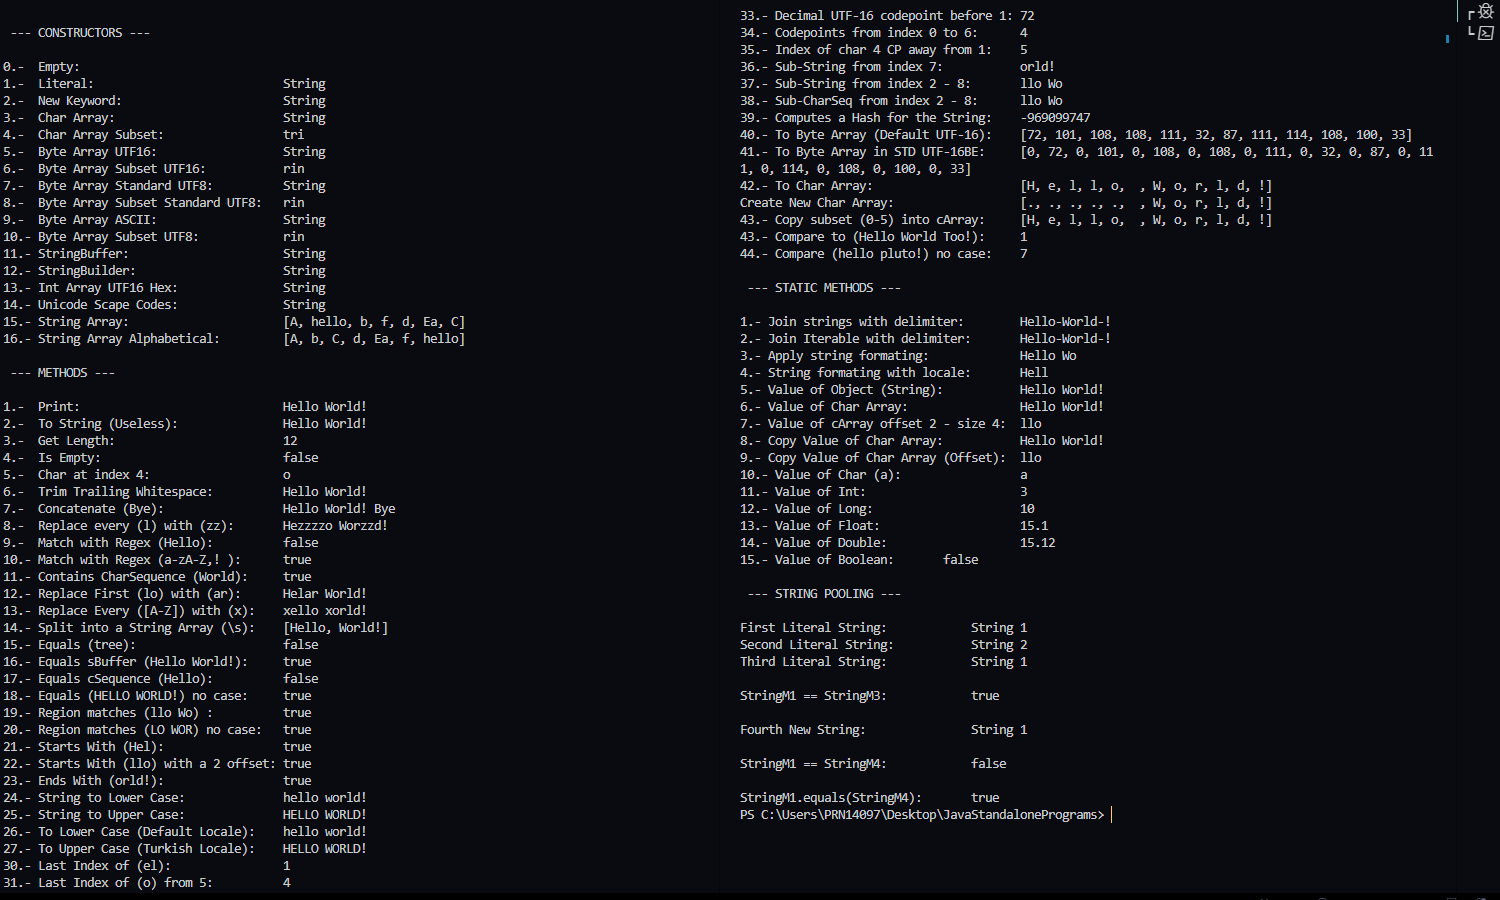 --- CONSTRUCTORS ---
0.-  Empty:
1.-  Literal:                           String
2.-  New Keyword:                       String
3.-  Char Array:                        String
4.-  Char Array Subset:                 tri
5.-  Byte Array UTF16:                  String
6.-  Byte Array Subset UTF16:           rin
7.-  Byte Array Standard UTF8:          String
8.-  Byte Array Subset Standard UTF8:   rin
9.-  Byte Array ASCII:                  String
10.- Byte Array Subset UTF8:            rin
11.- StringBuffer:                      String
12.- StringBuilder:                     String
13.- Int Array UTF16 Hex:               String
14.- Unicode Scape Codes:               String
15.- String Array:                      [A, hello, b, f, d, Ea, C]
16.- String Array Alphabetical:         [A, b, C, d, Ea, f, hello]
--- METHODS ---
1.-  Print:                             Hello World!
2.-  To String (Useless):               Hello World!
3.-  Get Length:                        12
4.-  Is Empty:                          false
5.-  Char at index 4:                   o
6.-  Trim Trailing Whitespace:          Hello World!
7.-  Concatenate (Bye):                 Hello World! Bye
8.-  Replace every (l) with (zz):       Hezzzzo Worzzd!
9.-  Match with Regex (Hello):          false
10.- Match with Regex (a-zA-Z,! ):      true
11.- Contains CharSequence (World):     true
12.- Replace First (lo) with (ar):      Helar World!
13.- Replace Every ([A-Z]) with (x):    xello xorld!
14.- Split into a String Array (\s):    [Hello, World!]
15.- Equals (tree):                     false
16.- Equals sBuffer (Hello World!):     true
17.- Equals cSequence (Hello):          false
18.- Equals (HELLO WORLD!) no case:     true
19.- Region matches (llo Wo) :          true
20.- Region matches (LO WOR) no case:   true
21.- Starts With (Hel):                 true
22.- Starts With (llo) with a 2 offset: true
23.- Ends With (orld!):                 true
24.- String to Lower Case:              hello world!
25.- String to Upper Case:              HELLO WORLD!
26.- To Lower Case (Default Locale):    hello world!
27.- To Upper Case (Turkish Locale):    HELLO WORLD!
30.- Last Index of (el):                1
31.- Last Index of (o) from 5:          4
33.- Decimal UTF-16 codepoint before 1: 72
34.- Codepoints from index 0 to 6:      4
35.- Index of char 4 CP away from 1:    5
36.- Sub-String from index 7:           orld!
37.- Sub-String from index 2 - 8:       llo Wo
38.- Sub-CharSeq from index 2 - 8:      llo Wo
39.- Computes a Hash for the String:    -969099747
40.- To Byte Array (Default UTF-16):    [72, 101, 108, 108, 111, 32, 87, 111, 114, 108, 100, 33]
41.- To Byte Array in STD UTF-16BE:     [0, 72, 0, 101, 0, 108, 0, 108, 0, 111, 0, 32, 0, 87, 0, 11
1, 0, 114, 0, 108, 0, 100, 0, 33]
42.- To Char Array:                     [H, e, l, l, o,  , W, o, r, l, d, !]
Create New Char Array:                  [., ., ., ., .,  , W, o, r, l, d, !]
43.- Copy subset (0-5) into cArray:     [H, e, l, l, o,  , W, o, r, l, d, !]
43.- Compare to (Hello World Too!):     1
44.- Compare (hello pluto!) no case:    7
--- STATIC METHODS ---
1.- Join strings with delimiter:        Hello-World-!
2.- Join Iterable with delimiter:       Hello-World-!
3.- Apply string formating:             Hello Wo
4.- String formating with locale:       Hell
5.- Value of Object (String):           Hello World!
6.- Value of Char Array:                Hello World!
7.- Value of cArray offset 2 - size 4:  llo
8.- Copy Value of Char Array:           Hello World!
9.- Copy Value of Char Array (Offset):  llo
10.- Value of Char (a):                 a
11.- Value of Int:                      3
12.- Value of Long:                     10
13.- Value of Float:                    15.1
14.- Value of Double:                   15.12
15.- Value of Boolean:       false
--- STRING POOLING ---
First Literal String:            String 1
Second Literal String:           String 2
Third Literal String:            String 1
StringM1 == StringM3:            true
Fourth New String:               String 1
StringM1 == StringM4:            false
StringM1.equals(StringM4):       true
PS C:\Users\PRN14097\Desktop\JavaStandalonePrograms>